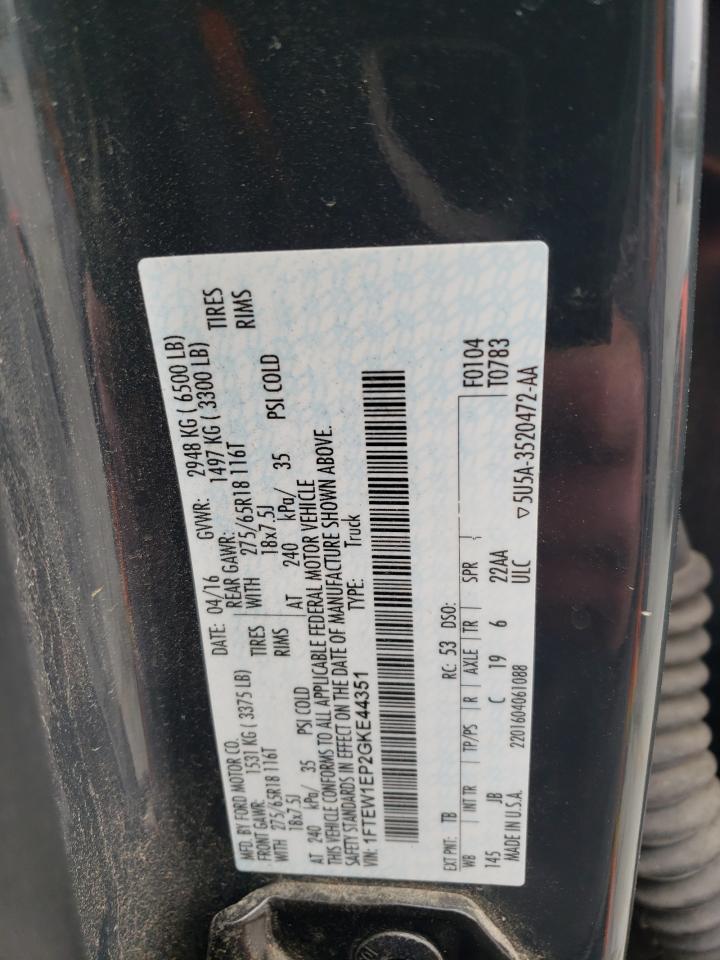 MFD. BY FORD MOTOR CO. DATE: 04/16 GVWR: 2948 KG ( 6500 LB)
FRONT GAWR: 1531 KG ( 3375 LB) REAR GAWR: 1497 KG ( 3300 LB)
WITH 275/65R18 116T TIRES WITH 275/65R18 116T TIRES
18x7.5J RIMS 18x7.5J RIMS
AT 240 kPa/ 35 PSI COLD AT 240 kPa/ 35 PSI COLD
THIS VEHICLE CONFORMS TO ALL APPLICABLE FEDERAL MOTOR VEHICLE
SAFETY STANDARDS IN EFFECT ON THE DATE OF MANUFACTURE SHOWN ABOVE.
VIN: 1FTEW1EP2GKE44351 TYPE: Truck
EXT PNT: TB RC: 53 DSO: F0104
WB INT TR TP/PS R AXLE TR SPR T0783
145 JB C 19 6 22AA
MADE IN U.S.A. 2201604061088 ULC ▽5U5A-3520472-AA